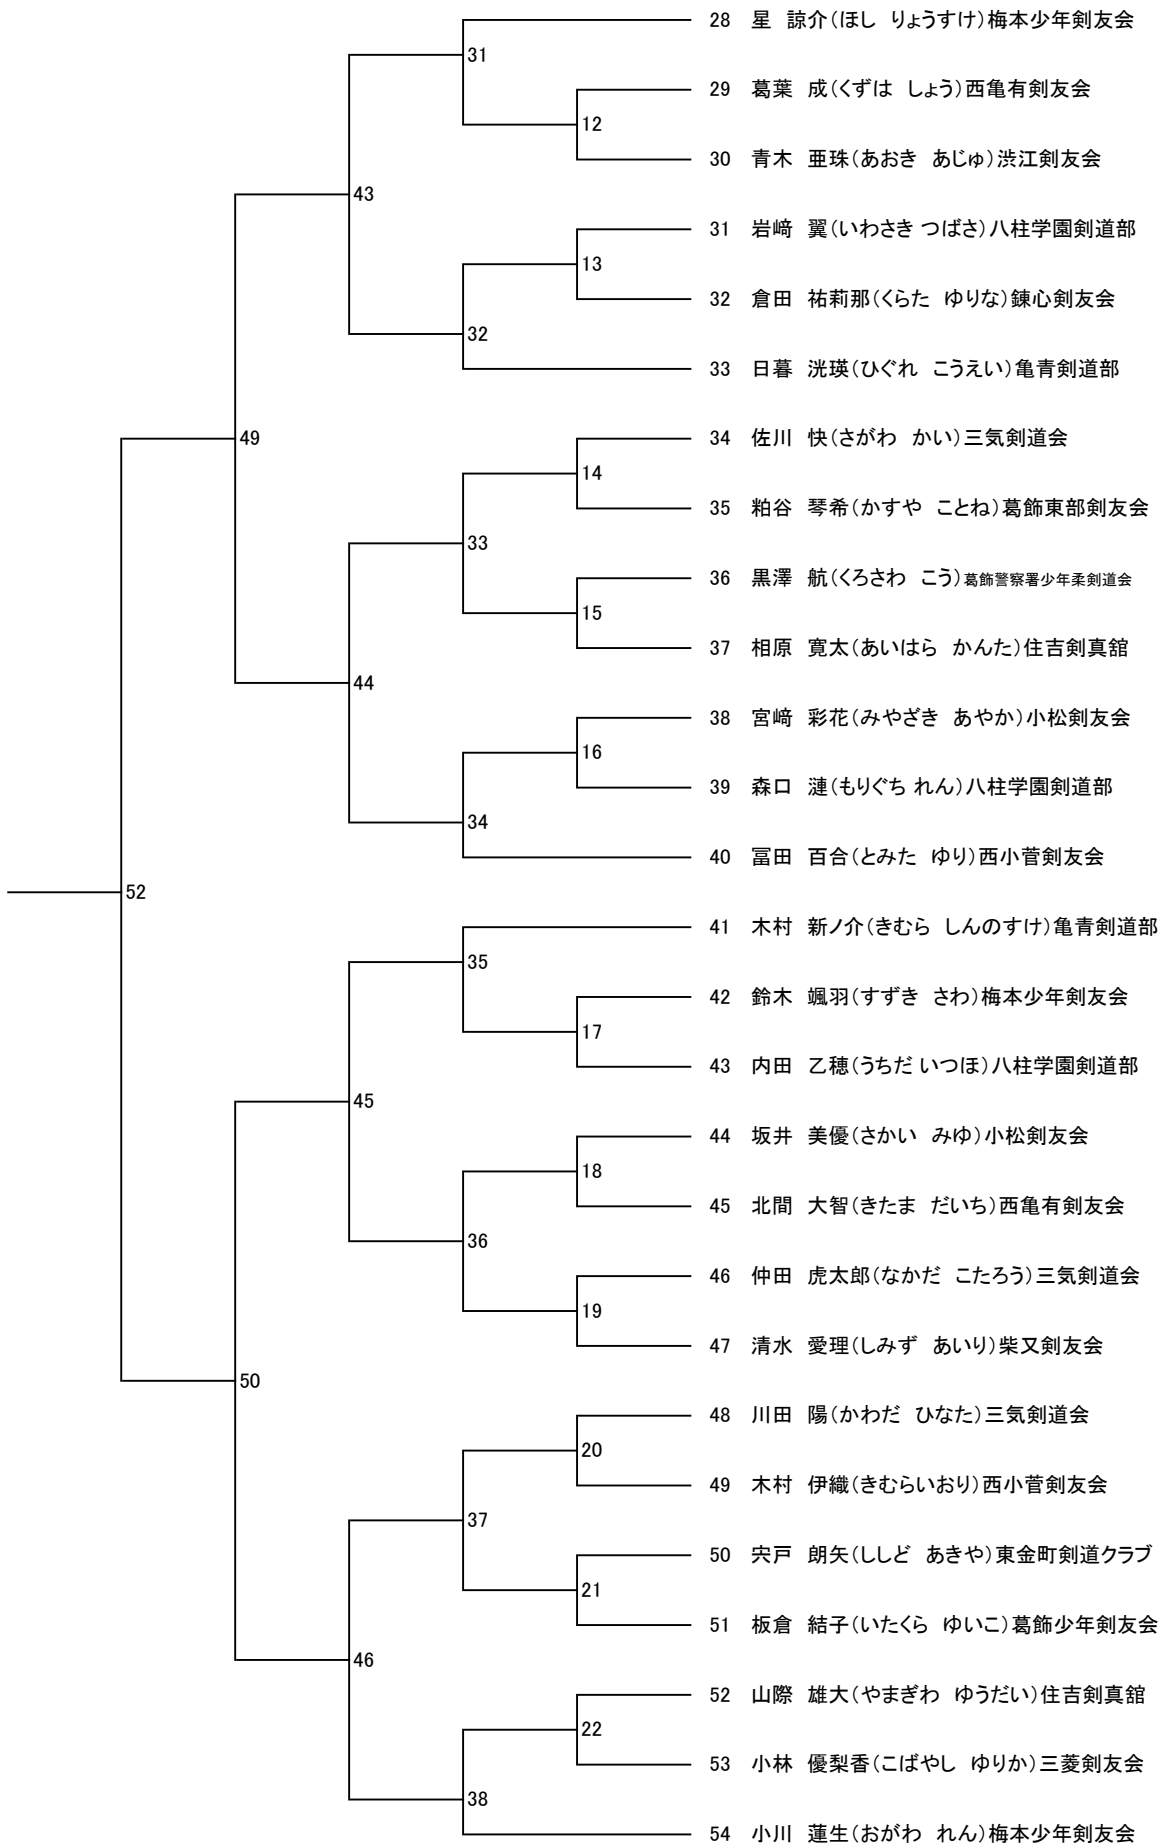 28 星 諒介(ほし りょうすけ)梅本少年剣友会
31
29 葛葉 成(くずは しょう)西亀有剣友会
12
30 青木 亜珠(あおき あじゅ)渋江剣友会
43
31 岩﨑 翼(いわさき つばさ)八柱学園剣道部
13
32 倉田 祐莉那(くらた ゆりな)錬心剣友会
32
33 日暮 洸瑛(ひぐれ こうえい)亀青剣道部
49
34 佐川 快(さがわ かい)三気剣道会
14
35 粕谷 琴希(かすや ことね)葛飾東部剣友会
33
36 黒澤 航(くろさわ こう)葛飾警察署少年柔剣道会
15
37 相原 寛太(あいはら かんた)住吉剣真舘
44
38 宮﨑 彩花(みやざき あやか)小松剣友会
16
39 森口 漣(もりぐち れん)八柱学園剣道部
34
40 冨田 百合(とみた ゆり)西小菅剣友会
52
41 木村 新ノ介(きむら しんのすけ)亀青剣道部
35
42 鈴木 颯羽(すずき さわ)梅本少年剣友会
17
43 内田 乙穂(うちだ いつほ)八柱学園剣道部
45
44 坂井 美優(さかい みゆ)小松剣友会
18
45 北間 大智(きたま だいち)西亀有剣友会
36
46 仲田 虎太郎(なかだ こたろう)三気剣道会
19
47 清水 愛理(しみず あいり)柴又剣友会
50
48 川田 陽(かわだ ひなた)三気剣道会
20
49 木村 伊織(きむらいおり)西小菅剣友会
37
50 宍戸 朗矢(ししど あきや)東金町剣道クラブ
21
51 板倉 結子(いたくら ゆいこ)葛飾少年剣友会
46
52 山際 雄大(やまぎわ ゆうだい)住吉剣真舘
22
53 小林 優梨香(こばやし ゆりか)三菱剣友会
38
54 小川 蓮生(おがわ れん)梅本少年剣友会